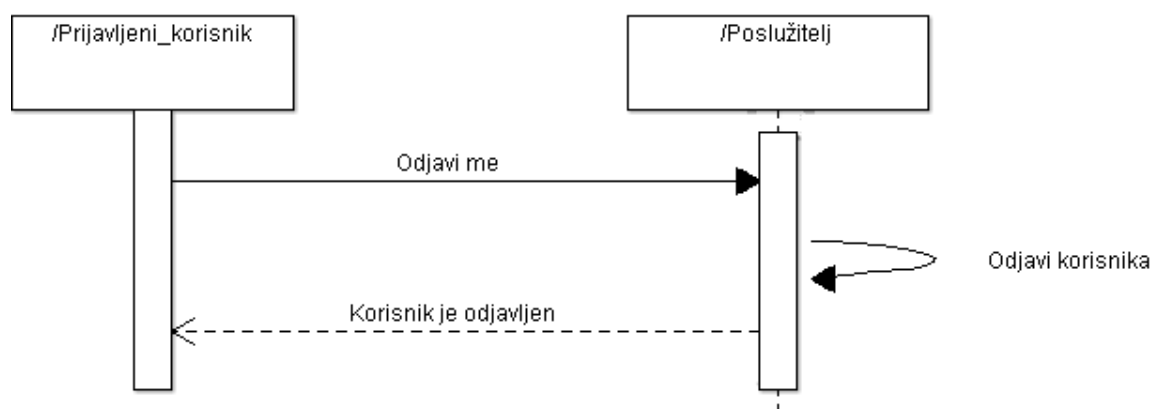 /Prijavljeni_korisnik
/Poslužitelj
Odjavi me
Odjavi korisnika
Korisnik je odjavljen